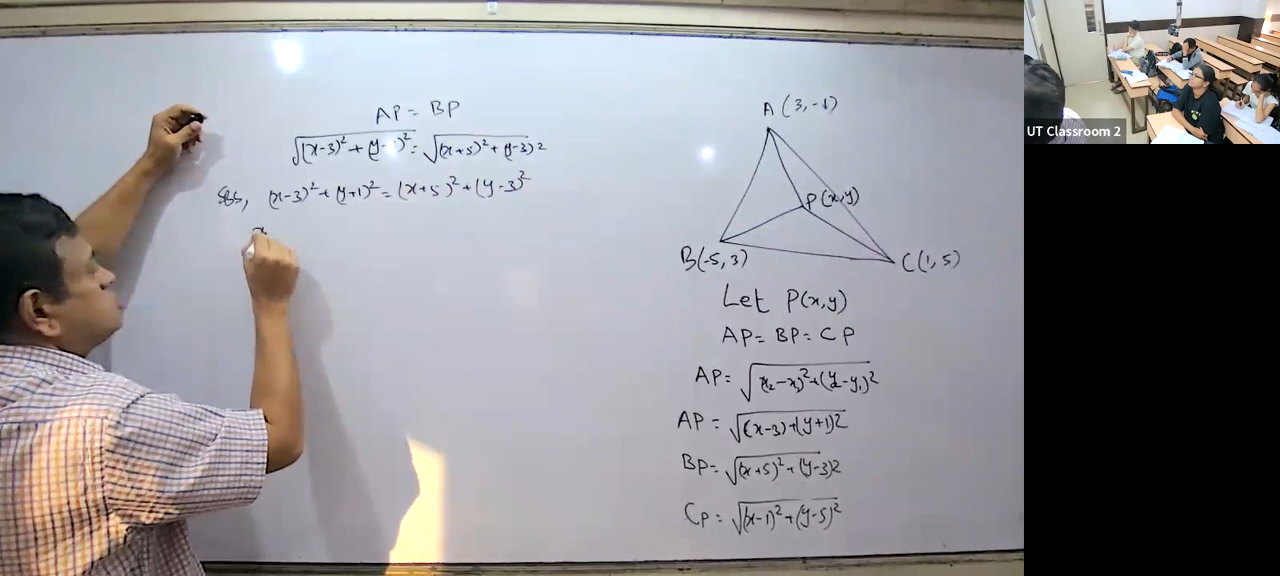 AP = BP
√(x-3)²+(y- )² = √(x+5)²+(y-3)2
SBS, (x-3)²+(y+1)² = (x+5)²+(y-3)²
x
A(3,-1)
P(x,y)
B(-5,3)
C(1,5)
Let P(x,y)
AP = BP = CP
AP = √(x₂-x₁)²+(y₂-y₁)2
AP = √(x-3)+(y+1)2
BP = √(x+5)²+(y-3)2
CP = √(x-1)²+(y-5)²
UT Classroom 2